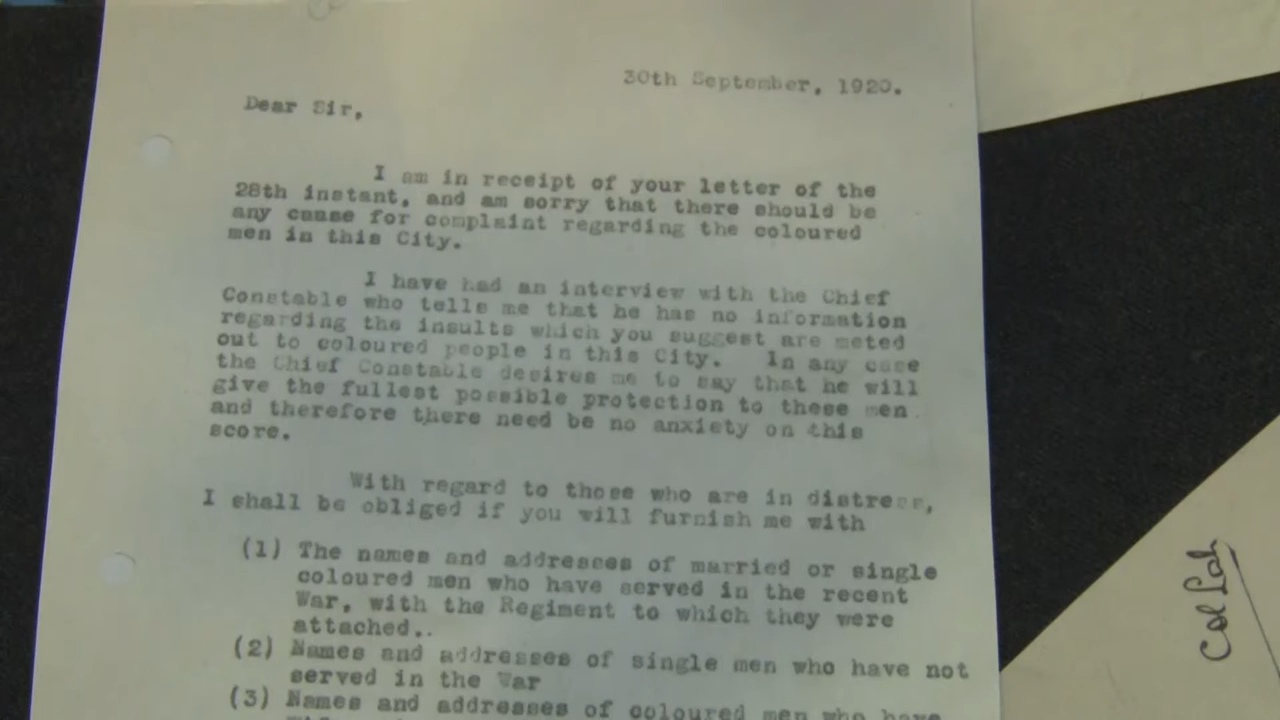 30th September, 1920.
Dear Sir,
I am in receipt of your letter of the
28th instant, and am sorry that there should be
any cause for complaint regarding the coloured
men in this City.
I have had an interview with the Chief
Constable who tells me that he has no information
regarding the insults which you suggest are meted
out to coloured people in this City. In any case
the Chief Constable desires me to say that he will
give the fullest possible protection to these men
and therefore there need be no anxiety on this
score.
With regard to those who are in distress,
I shall be obliged if you will furnish me with
(1) The names and addresses of married or single
coloured men who have served in the recent
War, with the Regiment to which they were
attached..
(2) Names and addresses of single men who have not
served in the War
(3) Names and addresses of coloured men who have